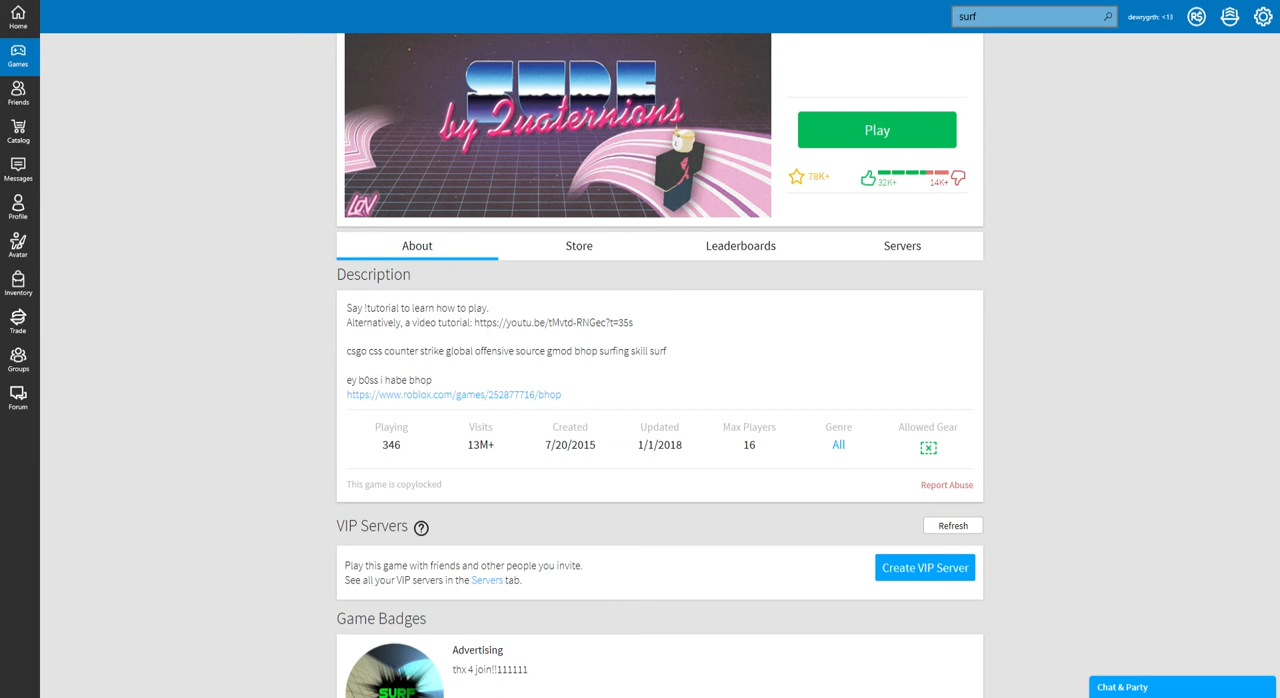 Home
Games
Friends
Catalog
Messages
Profile
Avatar
Inventory
Trade
Groups
Forum
surf
dewrygrth: <13
R$
SURF
by Quaternions
LOV
Play
78K+
32K+
14K+
About
Store
Leaderboards
Servers
Description
Say !tutorial to learn how to play.
Alternatively, a video tutorial: https://youtu.be/tMvtd-RNGec?t=35s
csgo css counter strike global offensive source gmod bhop surfing skill surf
ey b0ss i habe bhop
https://www.roblox.com/games/252877716/bhop
Playing
346
Visits
13M+
Created
7/20/2015
Updated
1/1/2018
Max Players
16
Genre
All
Allowed Gear
This game is copylocked
Report Abuse
VIP Servers ?
Refresh
Play this game with friends and other people you invite.
See all your VIP servers in the Servers tab.
Create VIP Server
Game Badges
Advertising
thx 4 join!!111111
SURF
Chat & Party